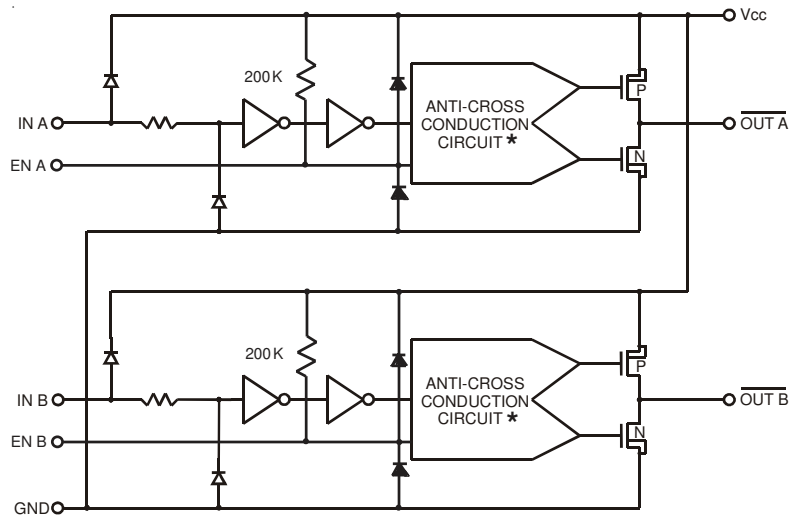 Vcc
200K
P
ANTI-CROSS
CONDUCTION
CIRCUIT *
IN A
OUT A
N
EN A
200K
P
ANTI-CROSS
CONDUCTION
CIRCUIT *
IN B
OUT B
N
EN B
GND